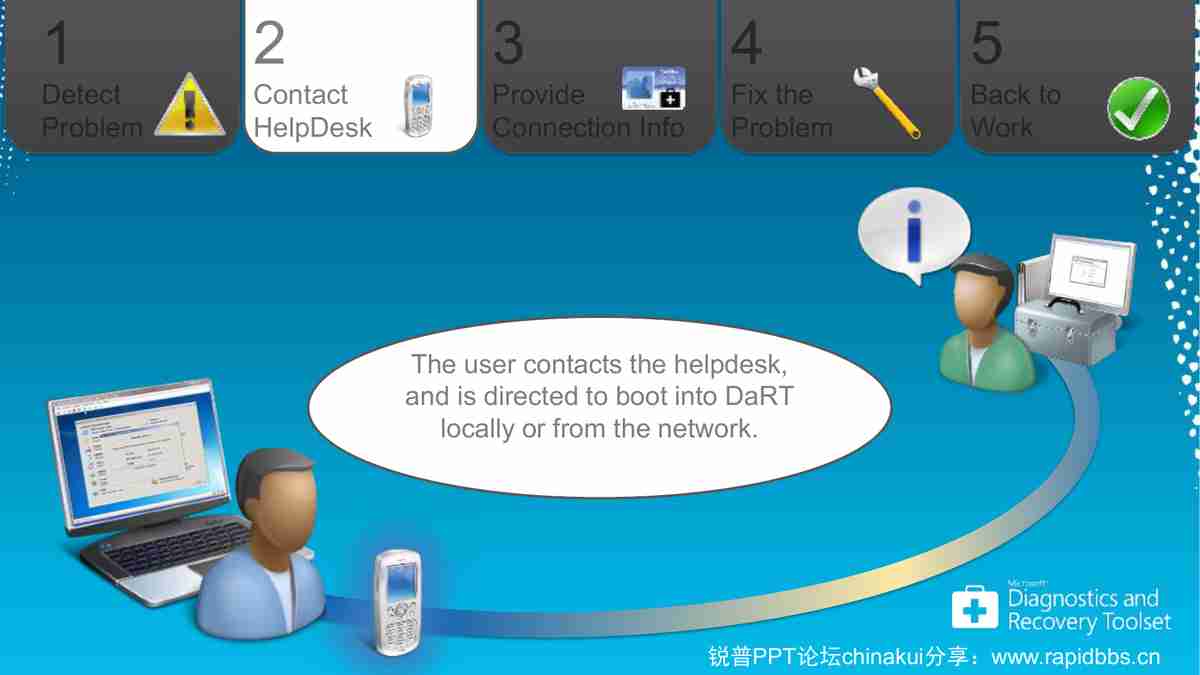 1
Detect
Problem
2
Contact
HelpDesk
3
Provide
Connection Info
4
Fix the
Problem
5
Back to
Work
The user contacts the helpdesk,
and is directed to boot into DaRT
locally or from the network.
Microsoft
Diagnostics and
Recovery Toolset
锐普PPT论坛chinakui分享：www.rapidbbs.cn